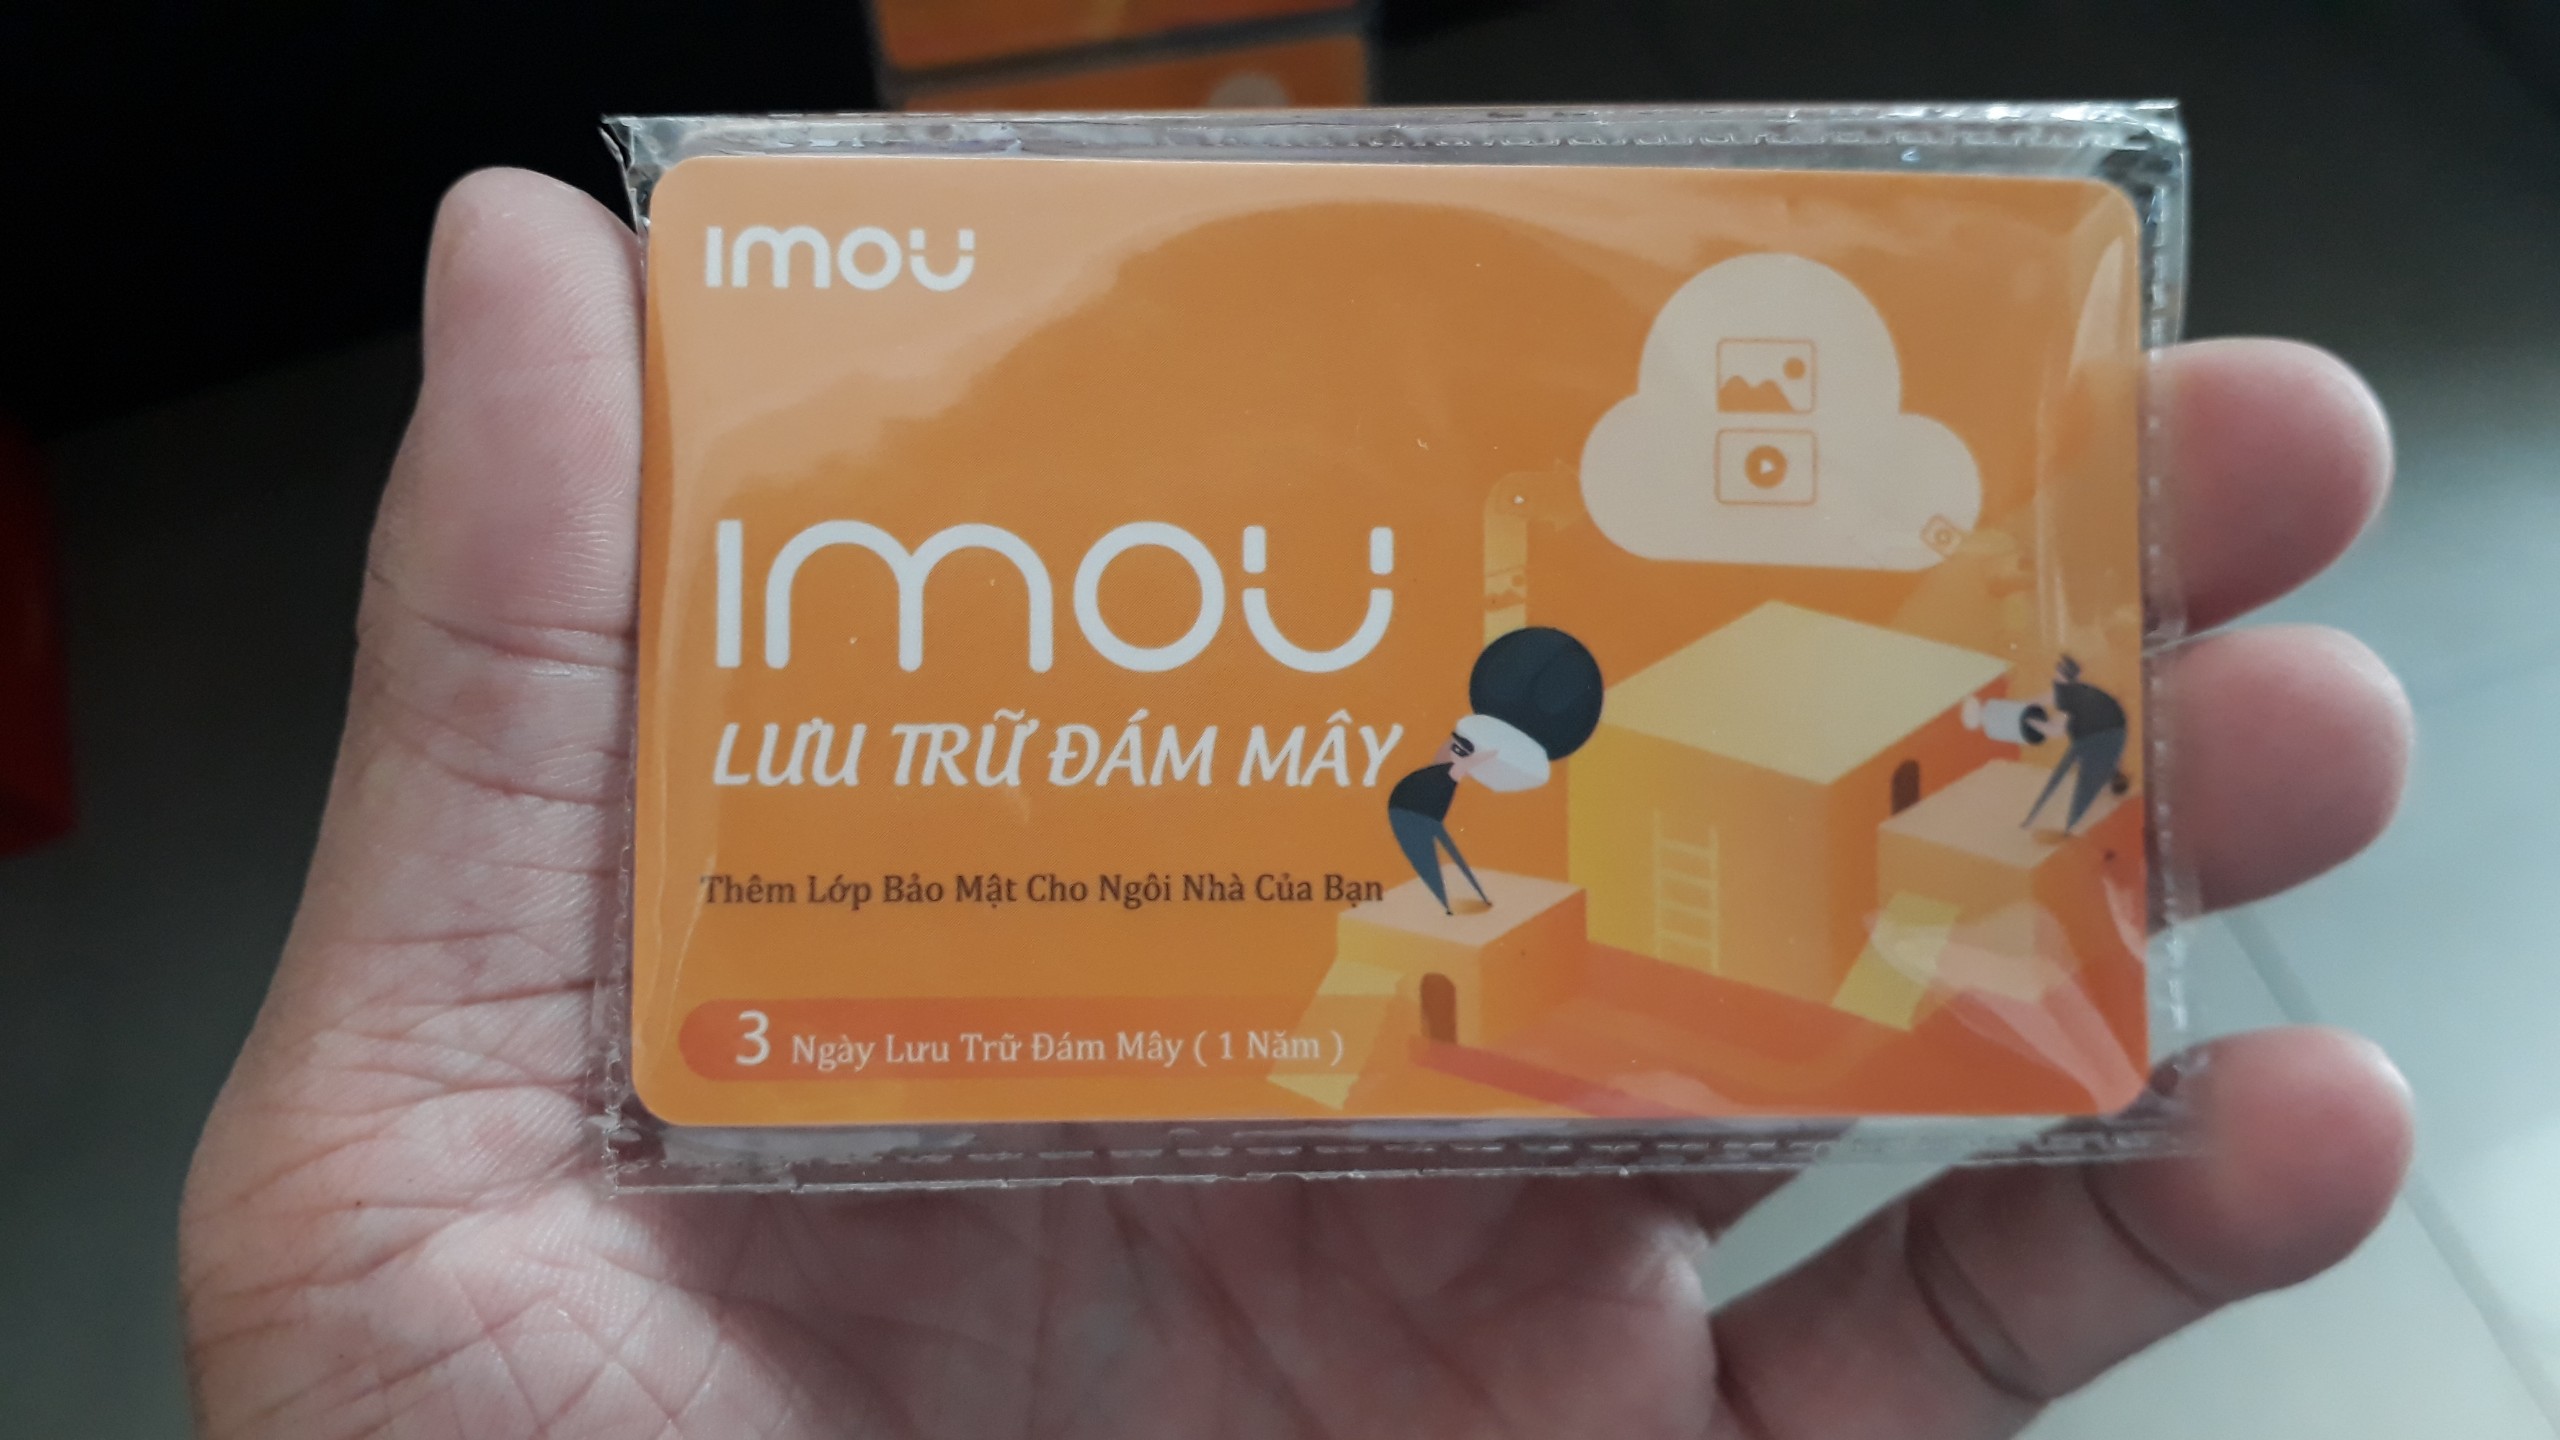 imou
imou
LƯU TRỮ ĐÁM MÂY
Thêm Lớp Bảo Mật Cho Ngôi Nhà Của Bạn
3 Ngày Lưu Trữ Đám Mây ( 1 Năm )